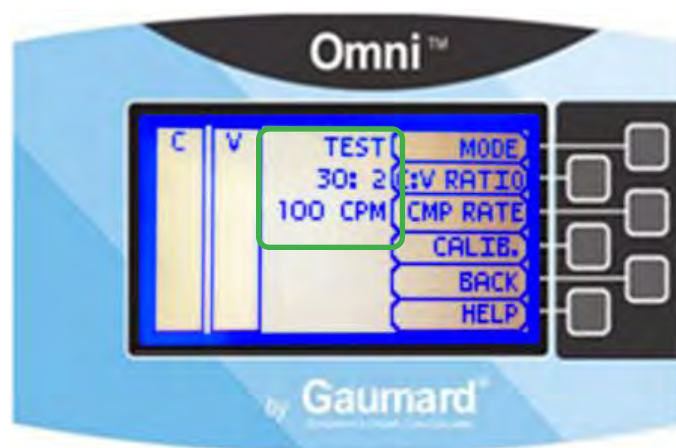 Omni™
C V TEST MODE
30: 2 C:V RATIO
100 CPM CMP RATE
CALIB.
BACK
HELP
by Gaumard®